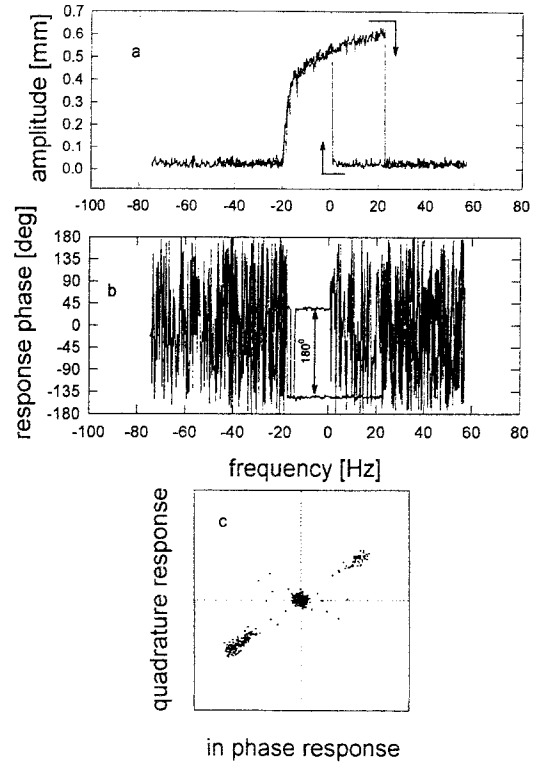 amplitude [mm]
0.7
0.6
0.5
0.4
0.3
0.2
0.1
0.0
a
-100 -80 -60 -40 -20 0 20 40 60 80
response phase [deg]
180
135
90
45
0
-45
-90
-135
-180
b
180⁰
-100 -80 -60 -40 -20 0 20 40 60 80
frequency [Hz]
quadrature response
c
in phase response